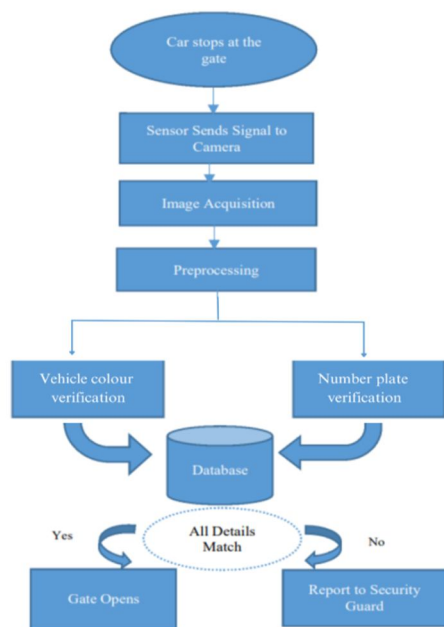 Car stops at the
gate
Sensor Sends Signal to
Camera
Image Acquisition
Preprocessing
Vehicle colour
verification
Number plate
verification
Database
Yes
All Details
Match
No
Gate Opens
Report to Security
Guard